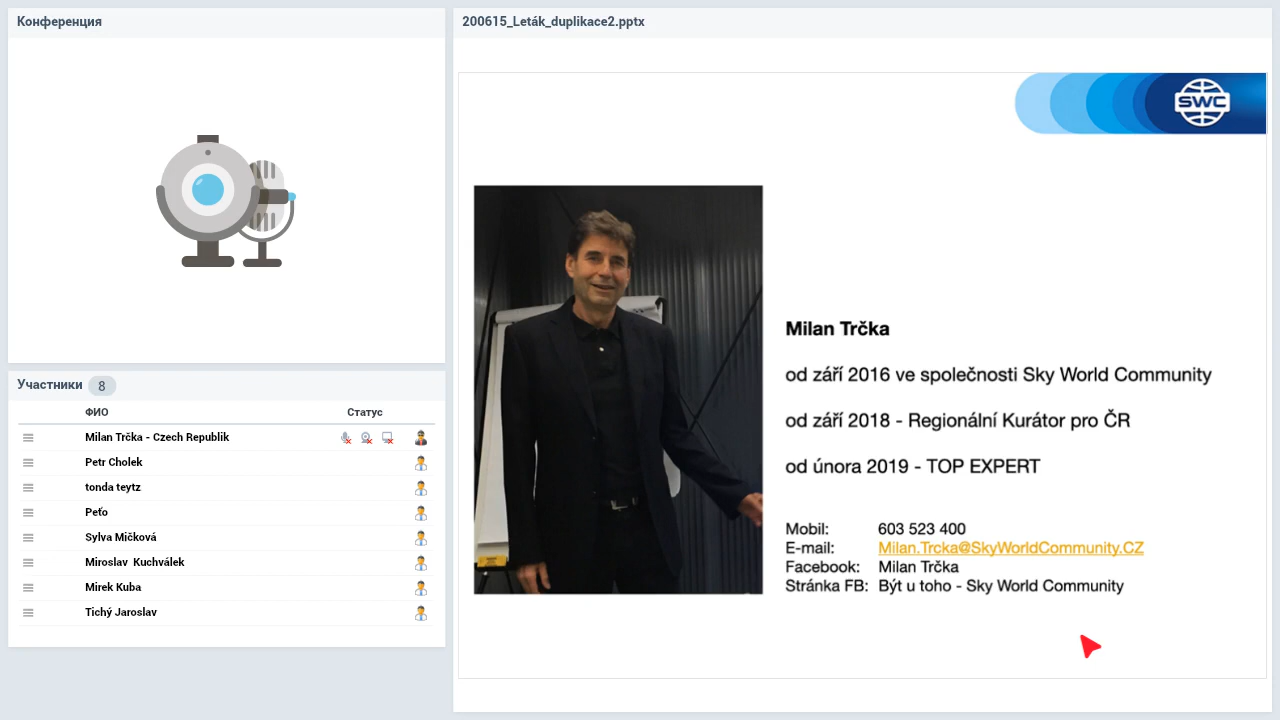 Конференция
Участники 8
ФИО Статус
Milan Trčka - Czech Republik
Petr Cholek
tonda teytz
Peťo
Sylva Mičková
Miroslav Kuchválek
Mirek Kuba
Tichý Jaroslav
200615_Leták_duplikace2.pptx
SWC
Milan Trčka
od září 2016 ve společnosti Sky World Community
od září 2018 - Regionální Kurátor pro ČR
od února 2019 - TOP EXPERT
Mobil: 603 523 400
E-mail: Milan.Trcka@SkyWorldCommunity.CZ
Facebook: Milan Trčka
Stránka FB: Být u toho - Sky World Community